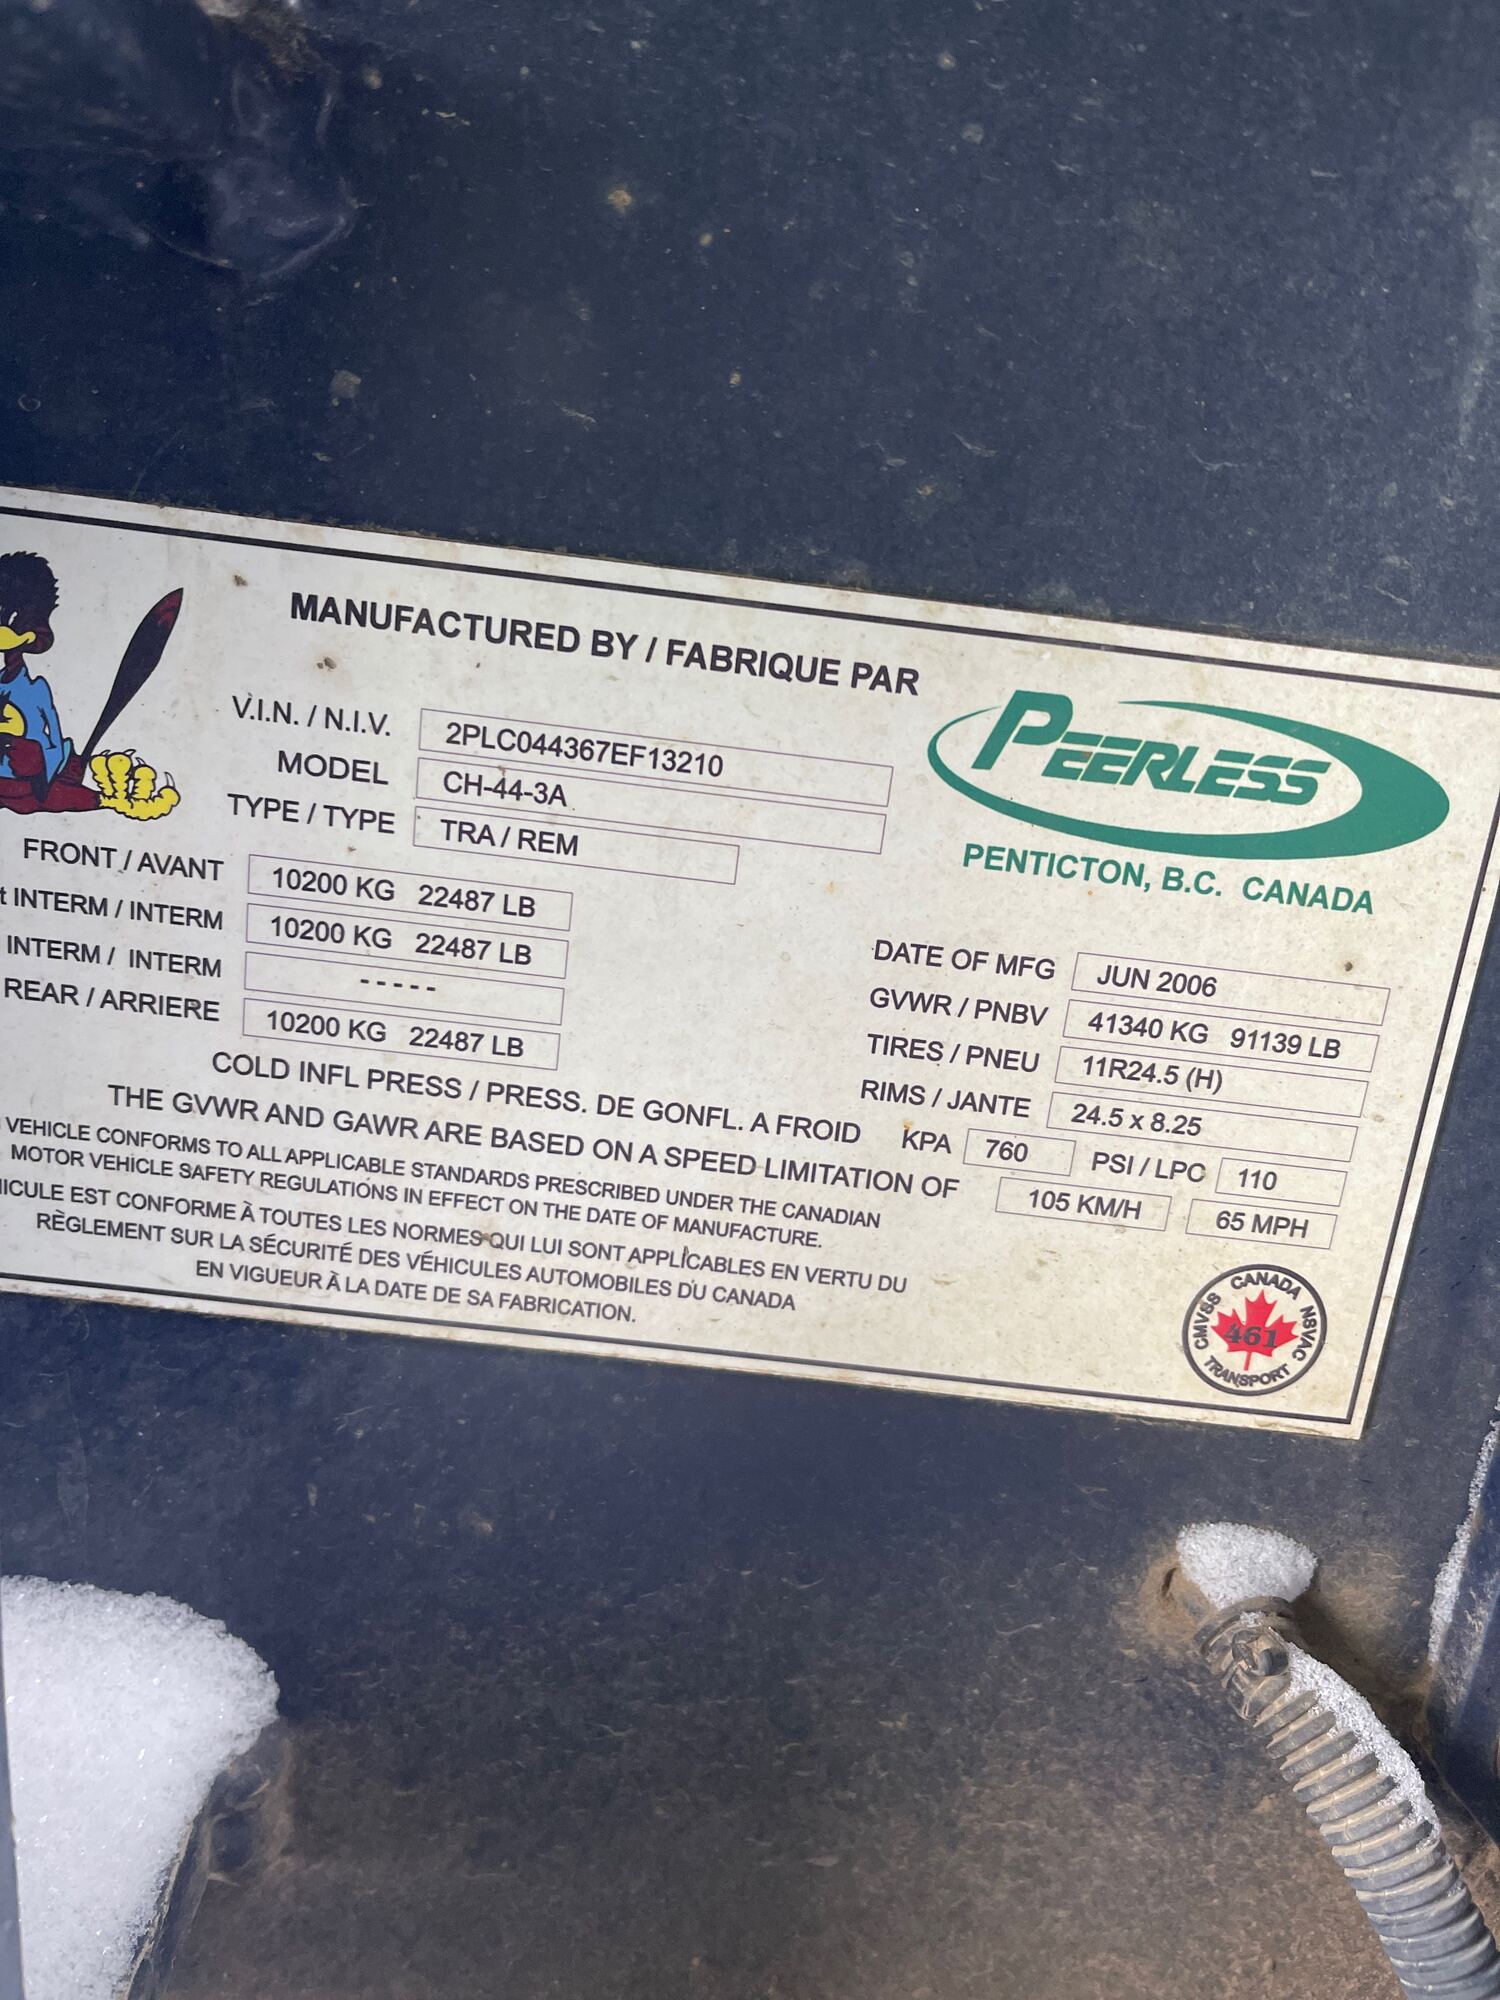 MANUFACTURED BY / FABRIQUE PAR
PEERLESS
PENTICTON, B.C. CANADA
V.I.N. / N.I.V. 2PLC044367EF13210
MODEL CH-44-3A
TYPE / TYPE TRA / REM
FRONT / AVANT 10200 KG 22487 LB
t INTERM / INTERM 10200 KG 22487 LB
INTERM / INTERM -----
REAR / ARRIERE 10200 KG 22487 LB
DATE OF MFG JUN 2006
GVWR / PNBV 41340 KG 91139 LB
TIRES / PNEU 11R24.5 (H)
RIMS / JANTE 24.5 x 8.25
COLD INFL PRESS / PRESS. DE GONFL. A FROID KPA 760 PSI / LPC 110
THE GVWR AND GAWR ARE BASED ON A SPEED LIMITATION OF 105 KM/H 65 MPH
VEHICLE CONFORMS TO ALL APPLICABLE STANDARDS PRESCRIBED UNDER THE CANADIAN
MOTOR VEHICLE SAFETY REGULATIONS IN EFFECT ON THE DATE OF MANUFACTURE.
HICULE EST CONFORME À TOUTES LES NORMES QUI LUI SONT APPLICABLES EN VERTU DU
RÈGLEMENT SUR LA SÉCURITÉ DES VÉHICULES AUTOMOBILES DU CANADA
EN VIGUEUR À LA DATE DE SA FABRICATION.
CANADA
CMVSS 461 NSVAC
TRANSPORT